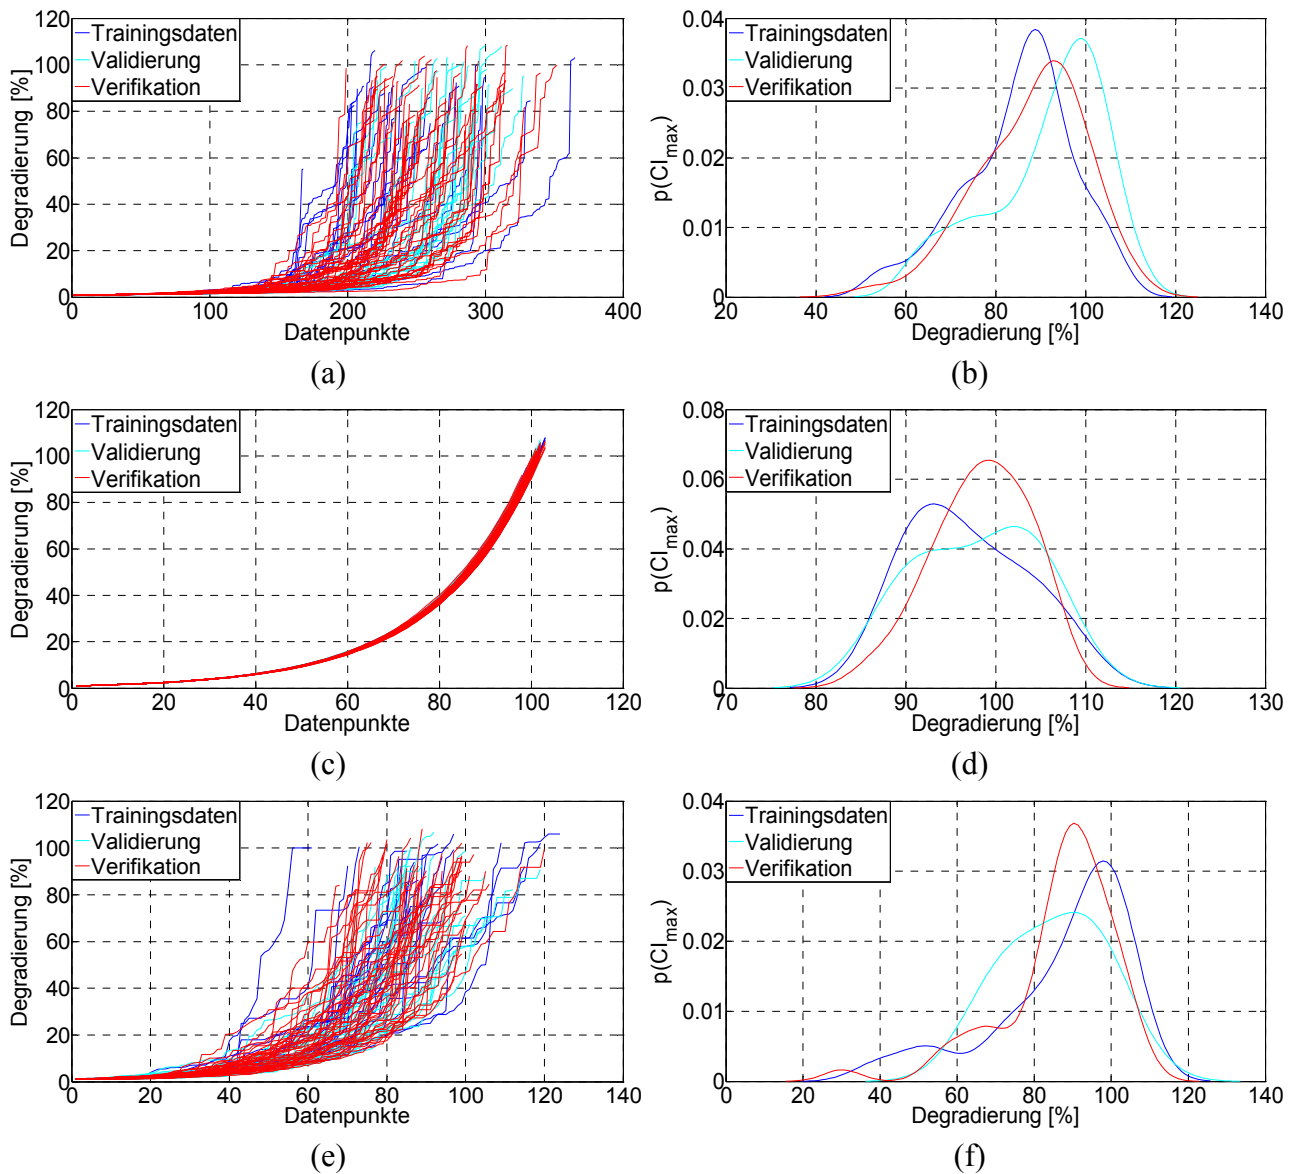 120
100
80
60
40
20
0
0 100 200 300 400
Degradierung [%]
Datenpunkte
Trainingsdaten
Validierung
Verifikation
(a)
0.04
0.03
0.02
0.01
0
20 40 60 80 100 120 140
p(CI_max)
Degradierung [%]
Trainingsdaten
Validierung
Verifikation
(b)
120
100
80
60
40
20
0
0 20 40 60 80 100 120
Degradierung [%]
Datenpunkte
Trainingsdaten
Validierung
Verifikation
(c)
0.08
0.06
0.04
0.02
0
70 80 90 100 110 120 130
p(CI_max)
Degradierung [%]
Trainingsdaten
Validierung
Verifikation
(d)
120
100
80
60
40
20
0
0 20 40 60 80 100 120 140
Degradierung [%]
Datenpunkte
Trainingsdaten
Validierung
Verifikation
(e)
0.04
0.03
0.02
0.01
0
0 20 40 60 80 100 120 140
p(CI_max)
Degradierung [%]
Trainingsdaten
Validierung
Verifikation
(f)